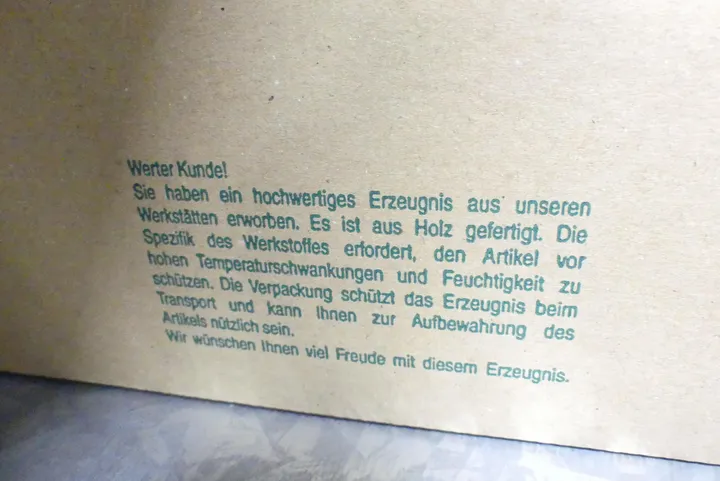 Werter Kunde!
Sie haben ein hochwertiges Erzeugnis aus unseren
Werkstätten erworben. Es ist aus Holz gefertigt. Die
Spezifik des Werkstoffes erfordert, den Artikel vor
hohen Temperaturschwankungen und Feuchtigkeit zu
schützen. Die Verpackung schützt das Erzeugnis beim
Transport und kann Ihnen zur Aufbewahrung des
Artikels nützlich sein.
Wir wünschen Ihnen viel Freude mit diesem Erzeugnis.